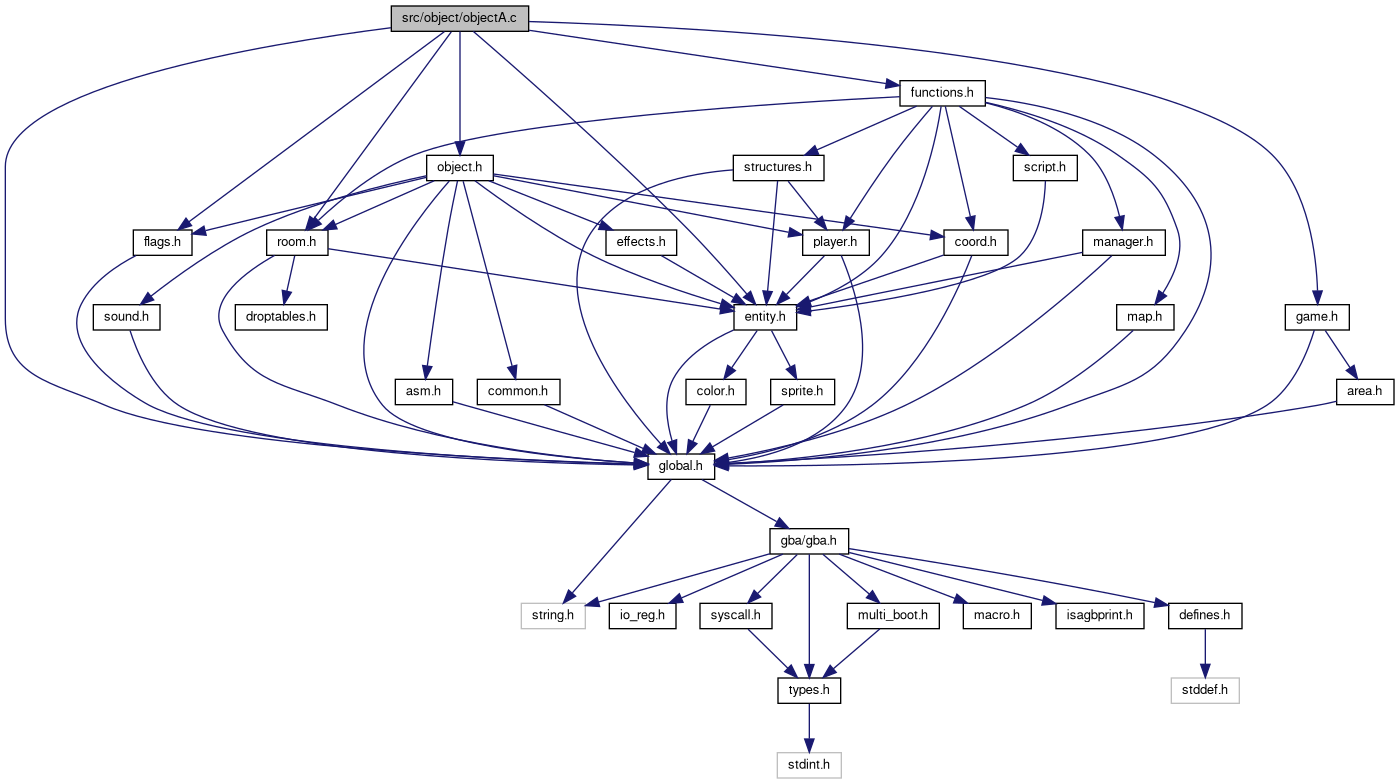 src/object/objectA.c
functions.h
object.h
structures.h
script.h
flags.h
room.h
effects.h
player.h
coord.h
manager.h
sound.h
droptables.h
entity.h
map.h
game.h
asm.h
common.h
color.h
sprite.h
area.h
global.h
gba/gba.h
string.h
io_reg.h
syscall.h
multi_boot.h
macro.h
isagbprint.h
defines.h
types.h
stddef.h
stdint.h